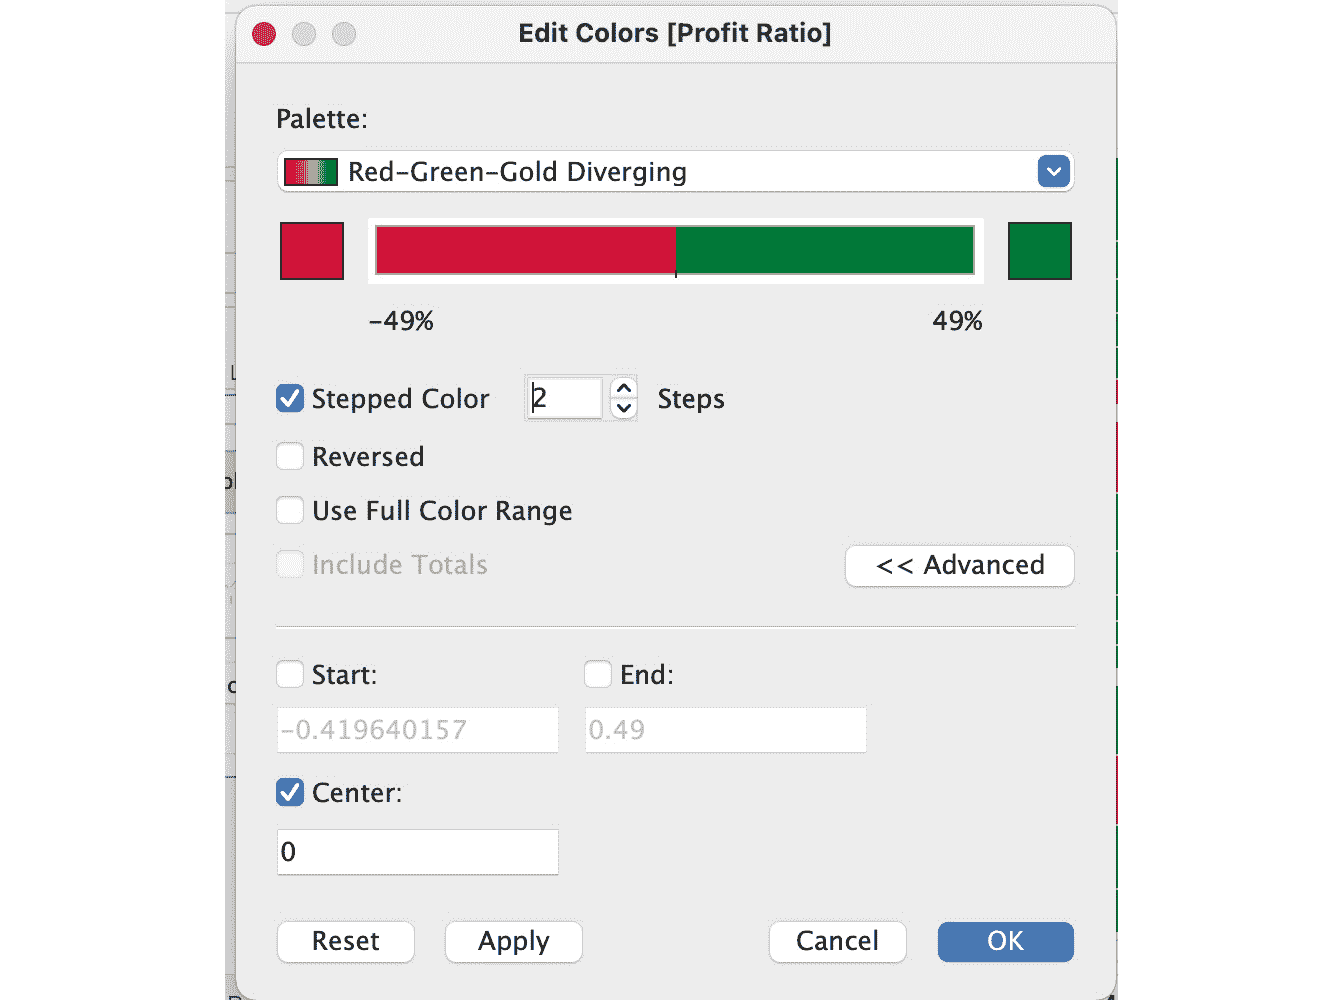 Edit Colors [Profit Ratio]
Palette:
Red-Green-Gold Diverging
-49% 49%
Stepped Color 2 Steps
Reversed
Use Full Color Range
Include Totals << Advanced
Start: End:
-0.419640157 0.49
Center:
0
Reset Apply Cancel OK